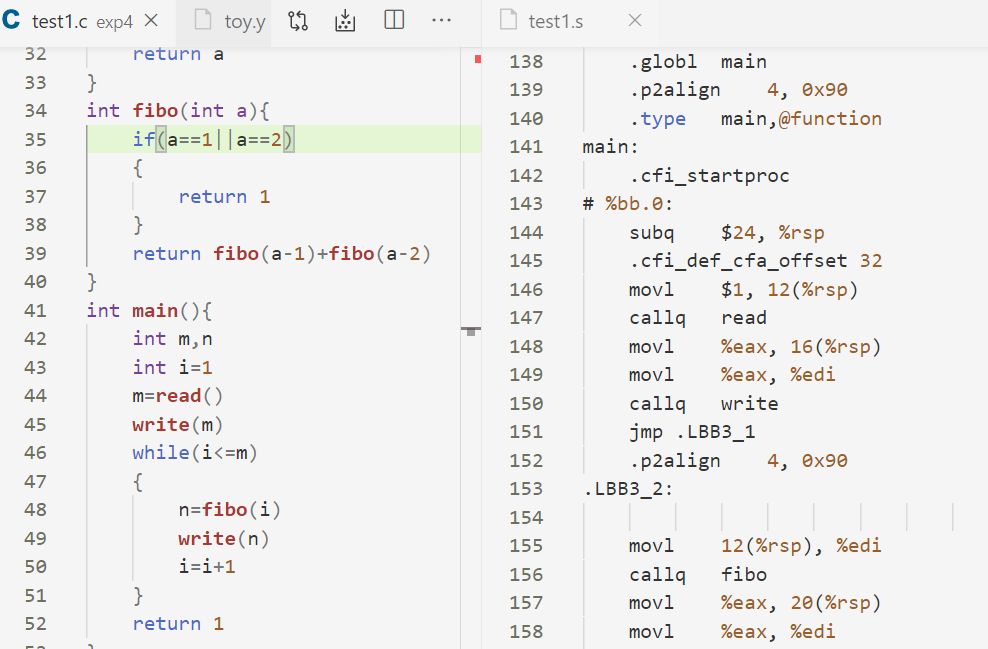 C test1.c exp4 toy.y
32 return a
33 }
34 int fibo(int a){
35 if(a==1||a==2)
36 {
37 return 1
38 }
39 return fibo(a-1)+fibo(a-2)
40 }
41 int main(){
42 int m,n
43 int i=1
44 m=read()
45 write(m)
46 while(i<=m)
47 {
48 n=fibo(i)
49 write(n)
50 i=i+1
51 }
52 return 1
test1.s
138 .globl main
139 .p2align 4, 0x90
140 .type main,@function
141 main:
142 .cfi_startproc
143 # %bb.0:
144 subq $24, %rsp
145 .cfi_def_cfa_offset 32
146 movl $1, 12(%rsp)
147 callq read
148 movl %eax, 16(%rsp)
149 movl %eax, %edi
150 callq write
151 jmp .LBB3_1
152 .p2align 4, 0x90
153 .LBB3_2:
154
155 movl 12(%rsp), %edi
156 callq fibo
157 movl %eax, 20(%rsp)
158 movl %eax, %edi